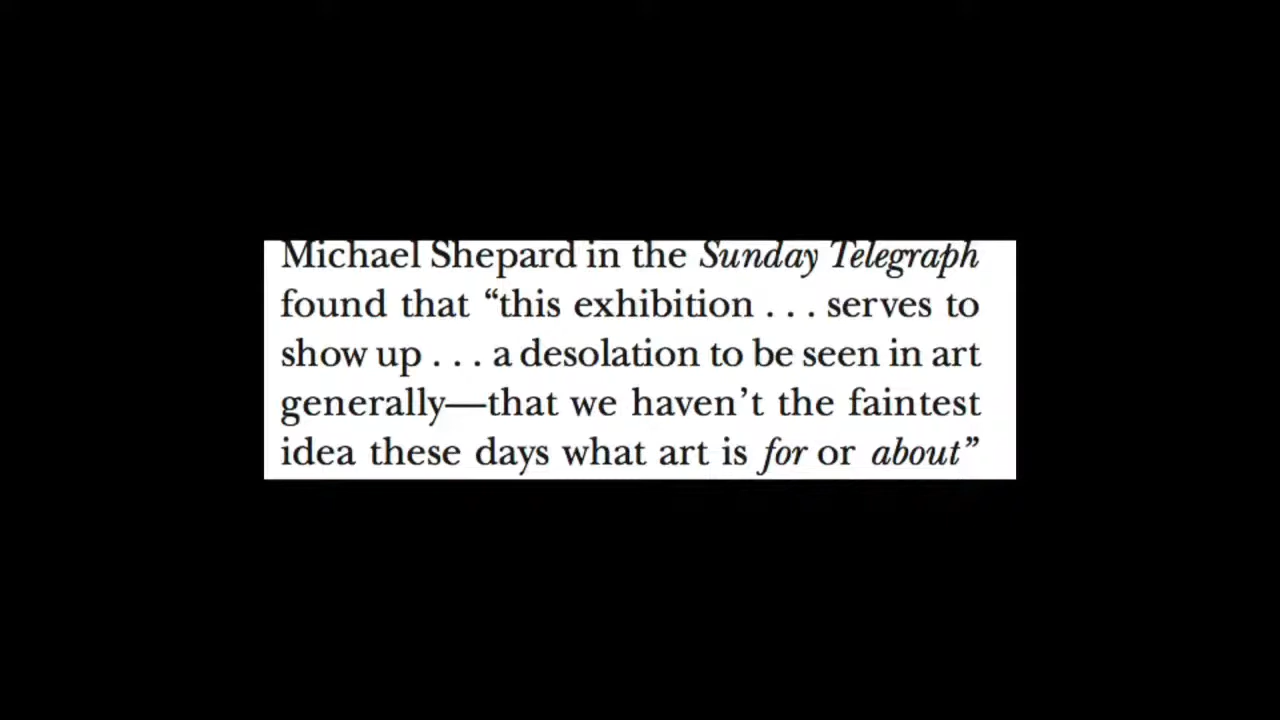 Michael Shepard in the Sunday Telegraph
found that “this exhibition . . . serves to
show up . . . a desolation to be seen in art
generally—that we haven’t the faintest
idea these days what art is for or about”